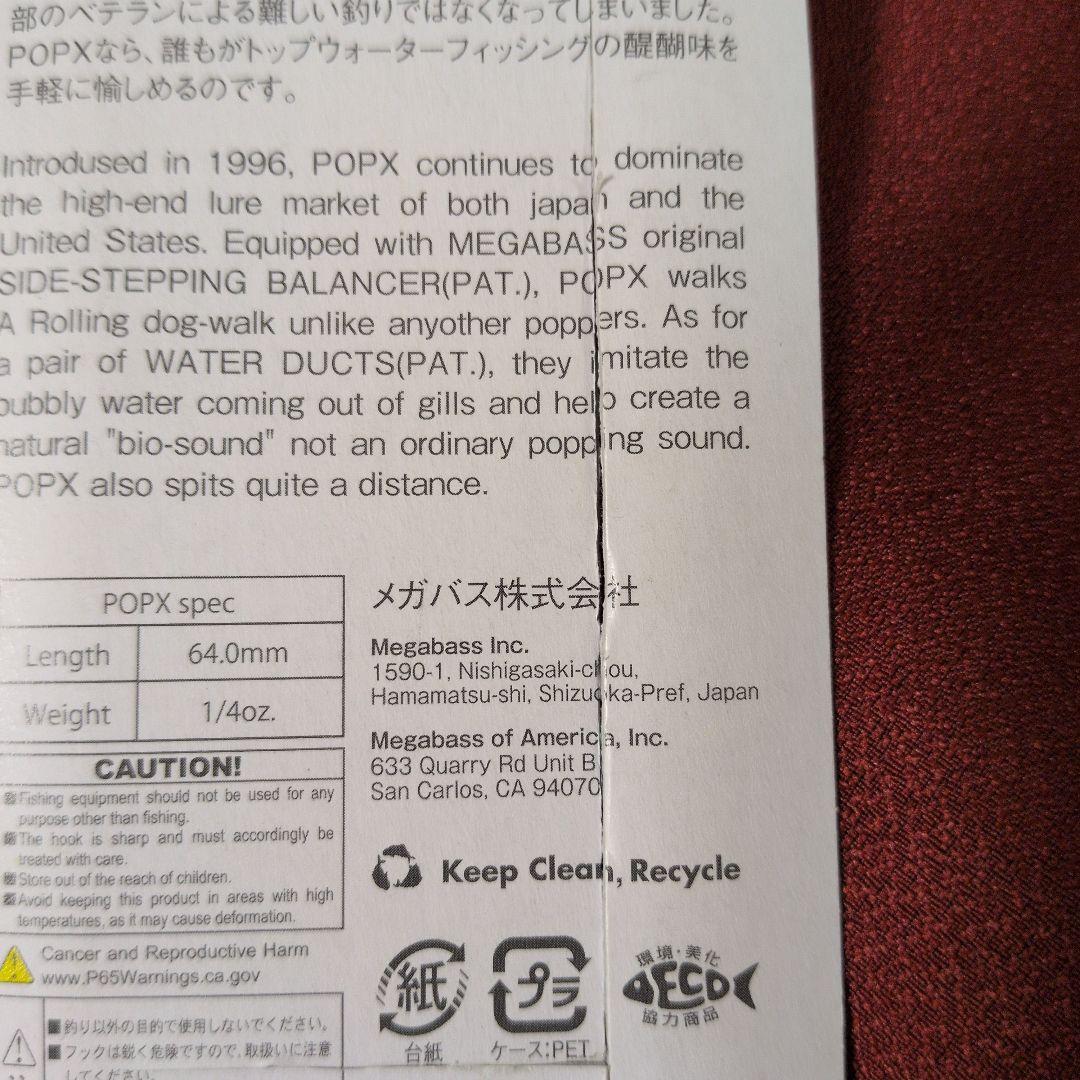 部のベテランによる難しい釣りではなくなってしまいました。
POPXなら、誰もがトップウォーターフィッシングの醍醐味を
手軽に愉しめるのです。
Introdused in 1996, POPX continues to dominate
the high-end lure market of both japan and the
United States. Equipped with MEGABASS original
SIDE-STEPPING BALANCER(PAT.), POPX walks
A Rolling dog-walk unlike anyother poppers. As for
a pair of WATER DUCTS(PAT.), they imitate the
bubbly water coming out of gills and help create a
natural "bio-sound" not an ordinary popping sound.
POPX also spits quite a distance.
POPX spec
Length 64.0mm
Weight 1/4oz.
CAUTION!
Fishing equipment should not be used for any
purpose other than fishing.
The hook is sharp and must accordingly be
treated with care.
Store out of the reach of children.
Avoid keeping this product in areas with high
temperatures, as it may cause deformation.
Cancer and Reproductive Harm
www.P65Warnings.ca.gov
■釣り以外の目的で使用しないでください。
■フックは鋭く危険ですので、取扱いに注意
してください。
メガバス株式会社
Megabass Inc.
1590-1, Nishigasaki-chou,
Hamamatsu-shi, Shizuoka-Pref, Japan
Megabass of America, Inc.
633 Quarry Rd Unit B
San Carlos, CA 94070
Keep Clean, Recycle
紙
台紙
プラ
ケース:PET
環境・美化
ECO
協力商品